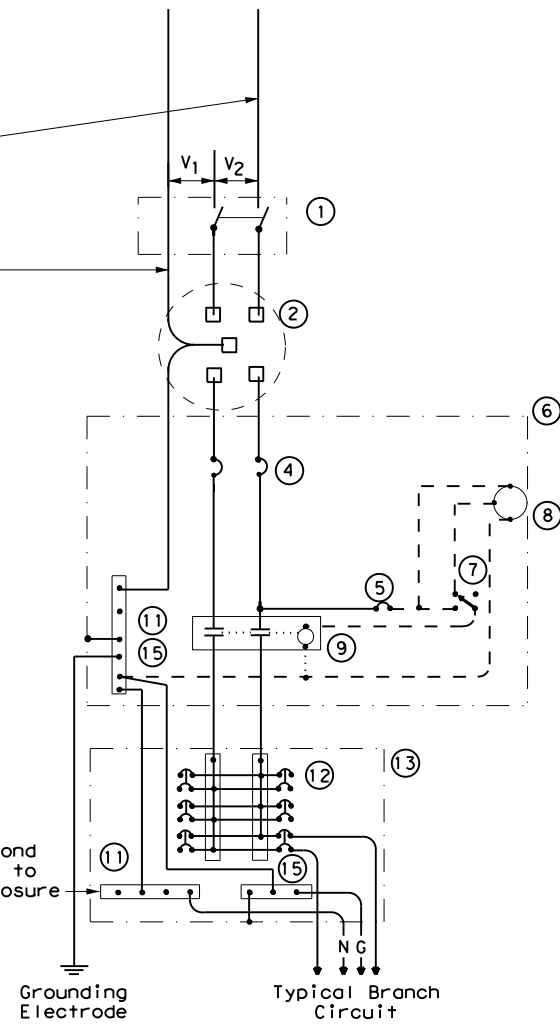 V1 V2
1
2
6
4
8
7
5
11
9
15
13
12
11
ond
to
15
osure
N G
Grounding
Electrode
Typical Branch
Circuit